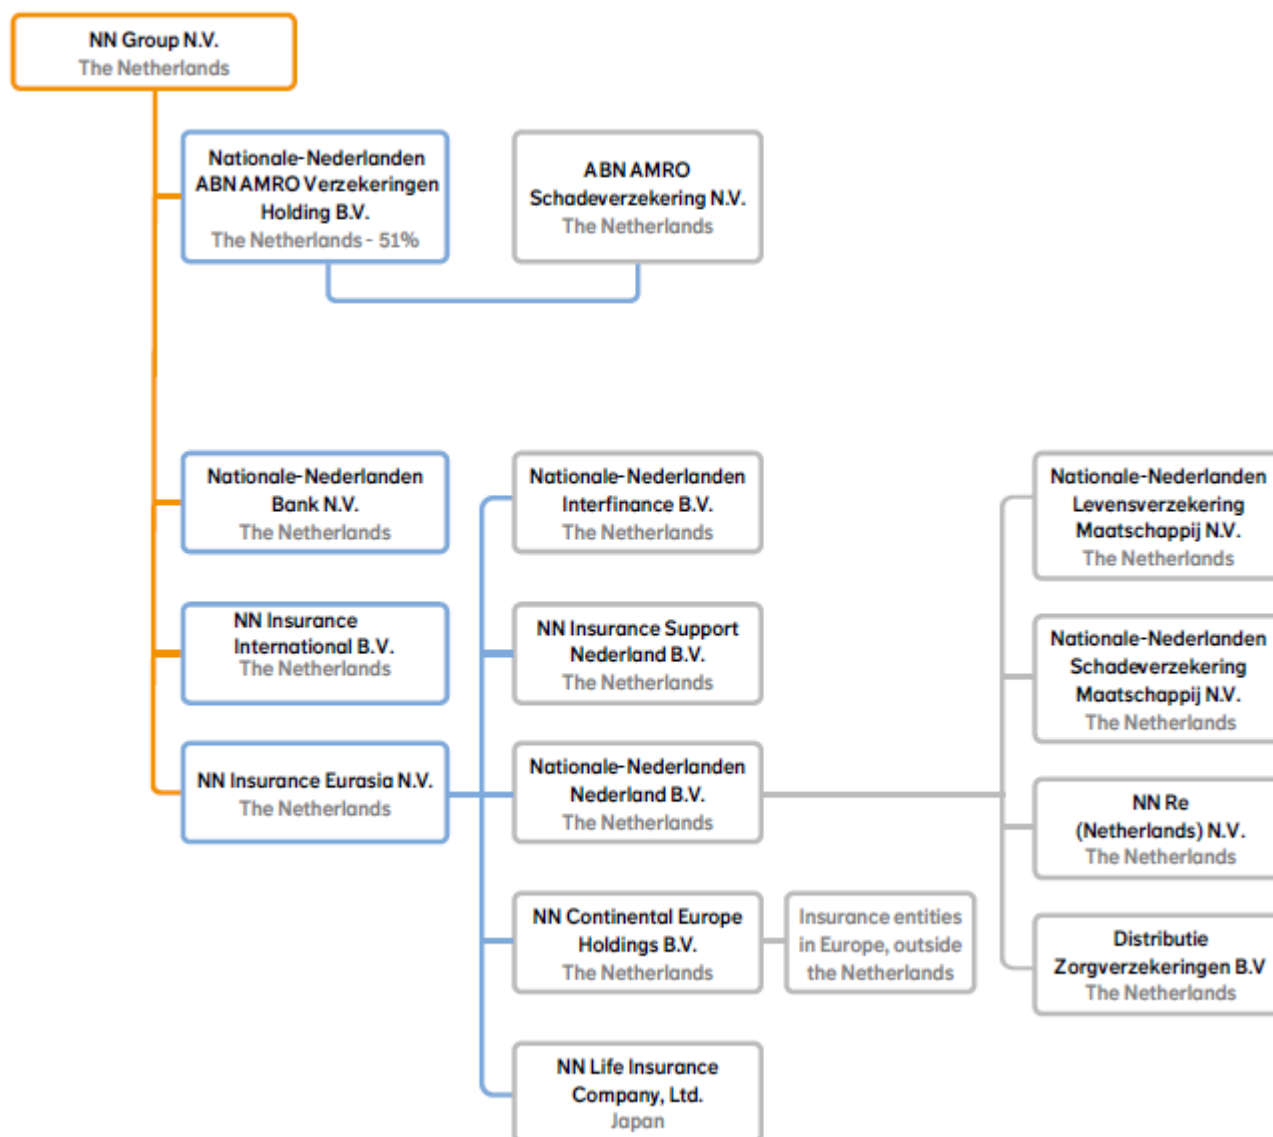 NN Group N.V.
The Netherlands
Nationale-Nederlanden
ABN AMRO Verzekeringen
Holding B.V.
The Netherlands - 51%
ABN AMRO
Schadeverzekering N.V.
The Netherlands
Nationale-Nederlanden
Bank N.V.
The Netherlands
Nationale-Nederlanden
Interfinance B.V.
The Netherlands
Nationale-Nederlanden
Levensverzekering
Maatschappij N.V.
The Netherlands
NN Insurance
International B.V.
The Netherlands
NN Insurance Support
Nederland B.V.
The Netherlands
Nationale-Nederlanden
Schadeverzekering
Maatschappij N.V.
The Netherlands
NN Insurance Eurasia N.V.
The Netherlands
Nationale-Nederlanden
Nederland B.V.
The Netherlands
NN Re
(Netherlands) N.V.
The Netherlands
NN Continental Europe
Holdings B.V.
The Netherlands
Insurance entities
in Europe, outside
the Netherlands
Distributie
Zorgverzekeringen B.V
The Netherlands
NN Life Insurance
Company, Ltd.
Japan